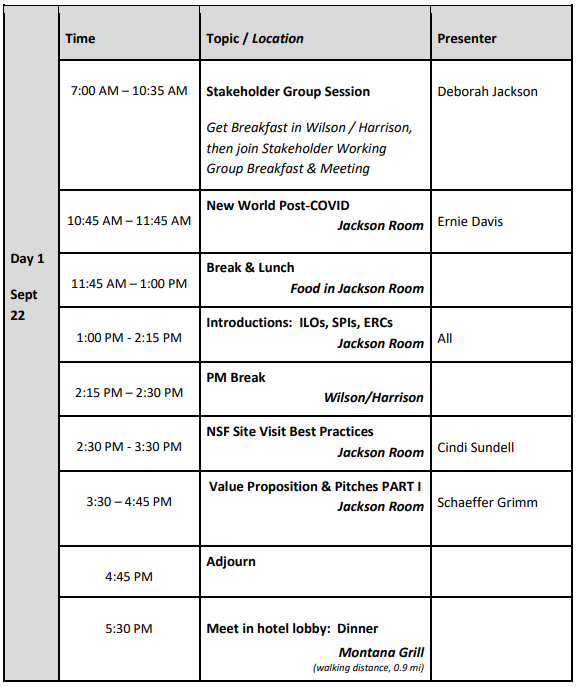 Time Topic / Location Presenter
Day 1
Sept
22
7:00 AM – 10:35 AM Stakeholder Group Session Deborah Jackson
Get Breakfast in Wilson / Harrison,
then join Stakeholder Working
Group Breakfast & Meeting
10:45 AM – 11:45 AM New World Post-COVID
Jackson Room Ernie Davis
11:45 AM – 1:00 PM Break & Lunch
Food in Jackson Room
1:00 PM - 2:15 PM Introductions: ILOs, SPIs, ERCs
Jackson Room All
2:15 PM – 2:30 PM PM Break
Wilson/Harrison
2:30 PM - 3:30 PM NSF Site Visit Best Practices
Jackson Room Cindi Sundell
3:30 – 4:45 PM Value Proposition & Pitches PART I
Jackson Room Schaeffer Grimm
4:45 PM Adjourn
5:30 PM Meet in hotel lobby: Dinner
Montana Grill
(walking distance, 0.9 mi)